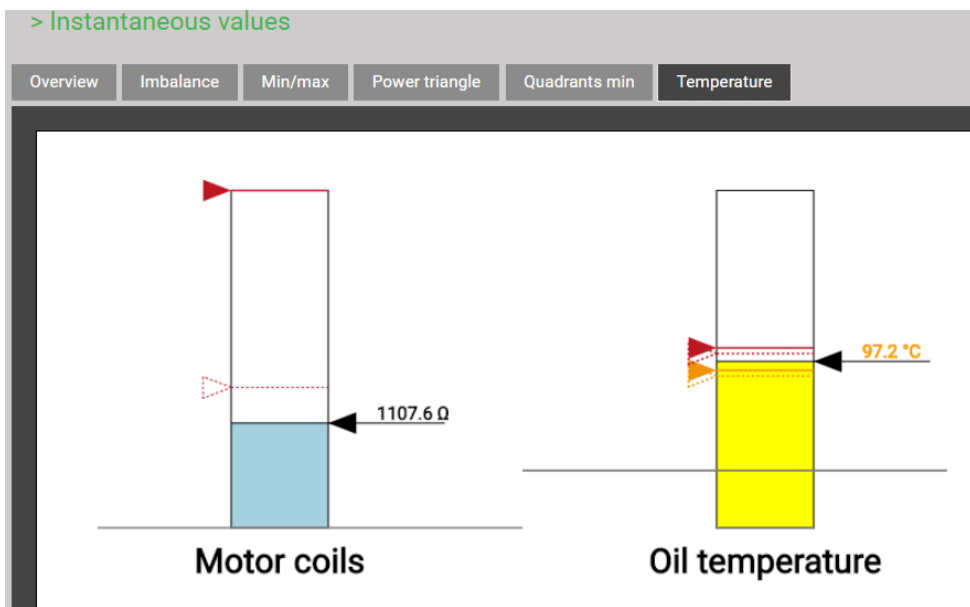 > Instantaneous values
Overview Imbalance Min/max Power triangle Quadrants min Temperature
97.2 °C
1107.6 Ω
Motor coils Oil temperature